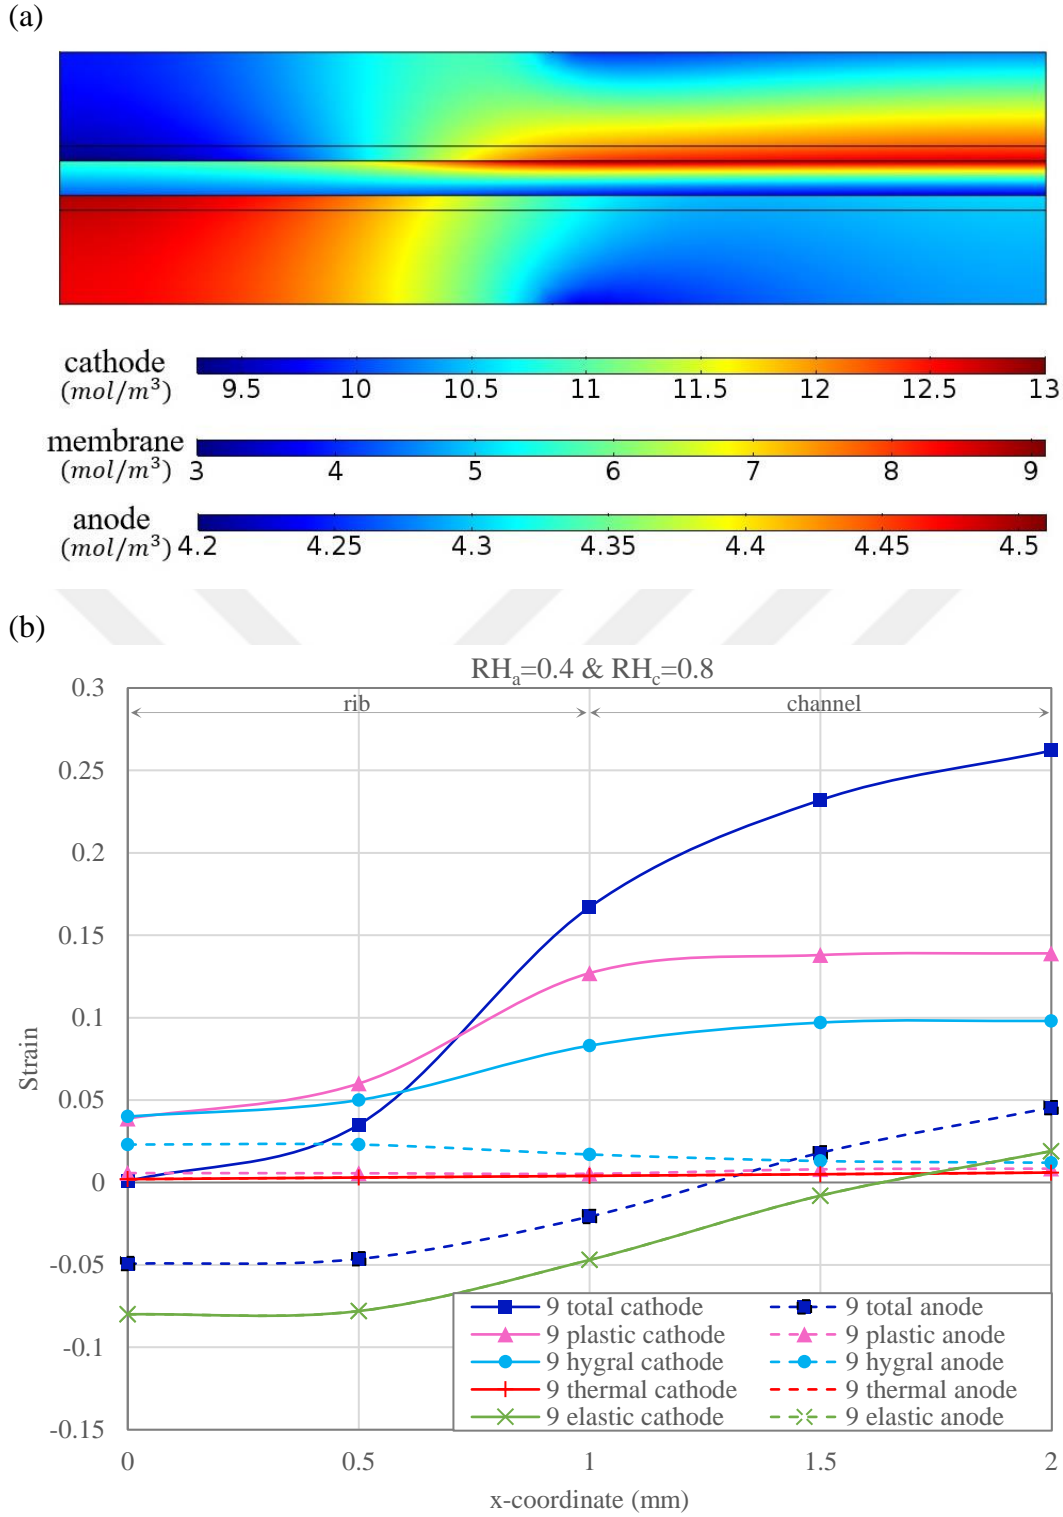 (a)
cathode
(mol/m³)
9.5 10 10.5 11 11.5 12 12.5 13
membrane
(mol/m³)
3 4 5 6 7 8 9
anode
(mol/m³)
4.2 4.25 4.3 4.35 4.4 4.45 4.5
(b)
RHa=0.4 & RHc=0.8
rib channel
0.3
0.25
0.2
0.15
0.1
0.05
0
-0.05
-0.1
-0.15
Strain
9 total cathode 9 total anode
9 plastic cathode 9 plastic anode
9 hygral cathode 9 hygral anode
9 thermal cathode 9 thermal anode
9 elastic cathode 9 elastic anode
0 0.5 1 1.5 2
x-coordinate (mm)